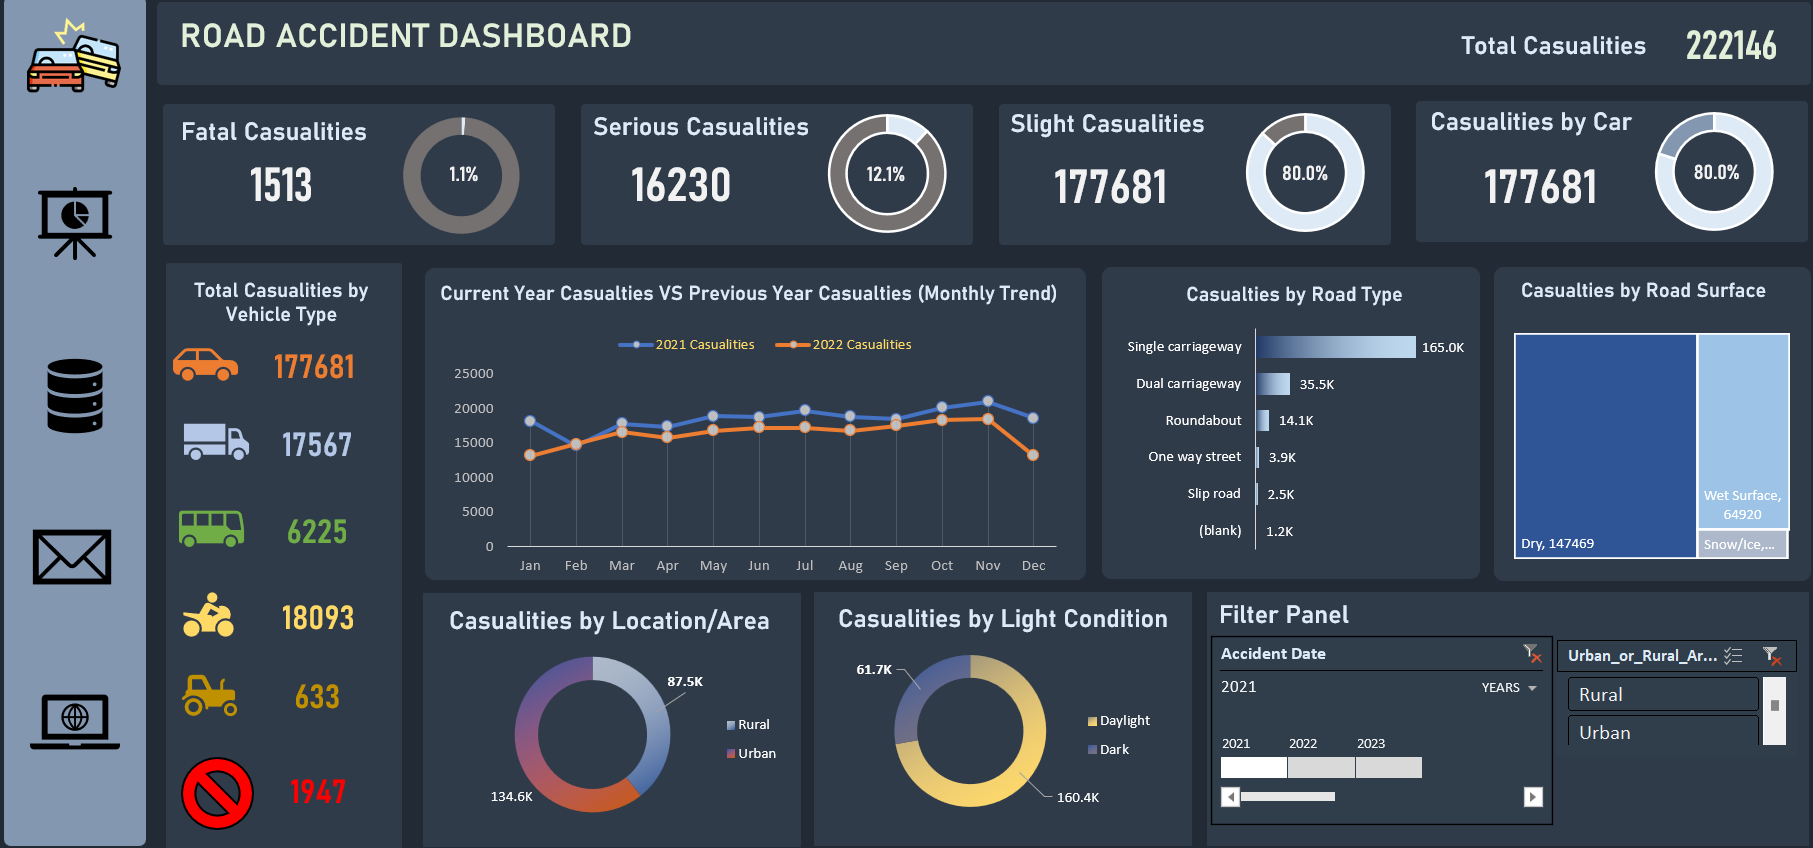 ROAD ACCIDENT DASHBOARD
Total Casualities
222146
Fatal Casualities
1513
1.1%
Serious Casualities
16230
12.1%
Slight Casualities
177681
80.0%
Casualities by Car
177681
80.0%
Total Casualities by
Vehicle Type
177681
17567
6225
18093
633
1947
Current Year Casualties VS Previous Year Casualties (Monthly Trend)
2021 Casualities
2022 Casualities
25000
20000
15000
10000
5000
0
Jan Feb Mar Apr May Jun Jul Aug Sep Oct Nov Dec
Casualties by Road Type
Single carriageway 165.0K
Dual carriageway 35.5K
Roundabout 14.1K
One way street 3.9K
Slip road 2.5K
(blank) 1.2K
Casualties by Road Surface
Wet Surface,
64920
Dry, 147469
Snow/Ice,...
Casualities by Location/Area
87.5K
Rural
Urban
134.6K
Casualities by Light Condition
61.7K
Daylight
Dark
160.4K
Filter Panel
Accident Date
2021
YEARS
2021 2022 2023
Urban_or_Rural_Ar...
Rural
Urban